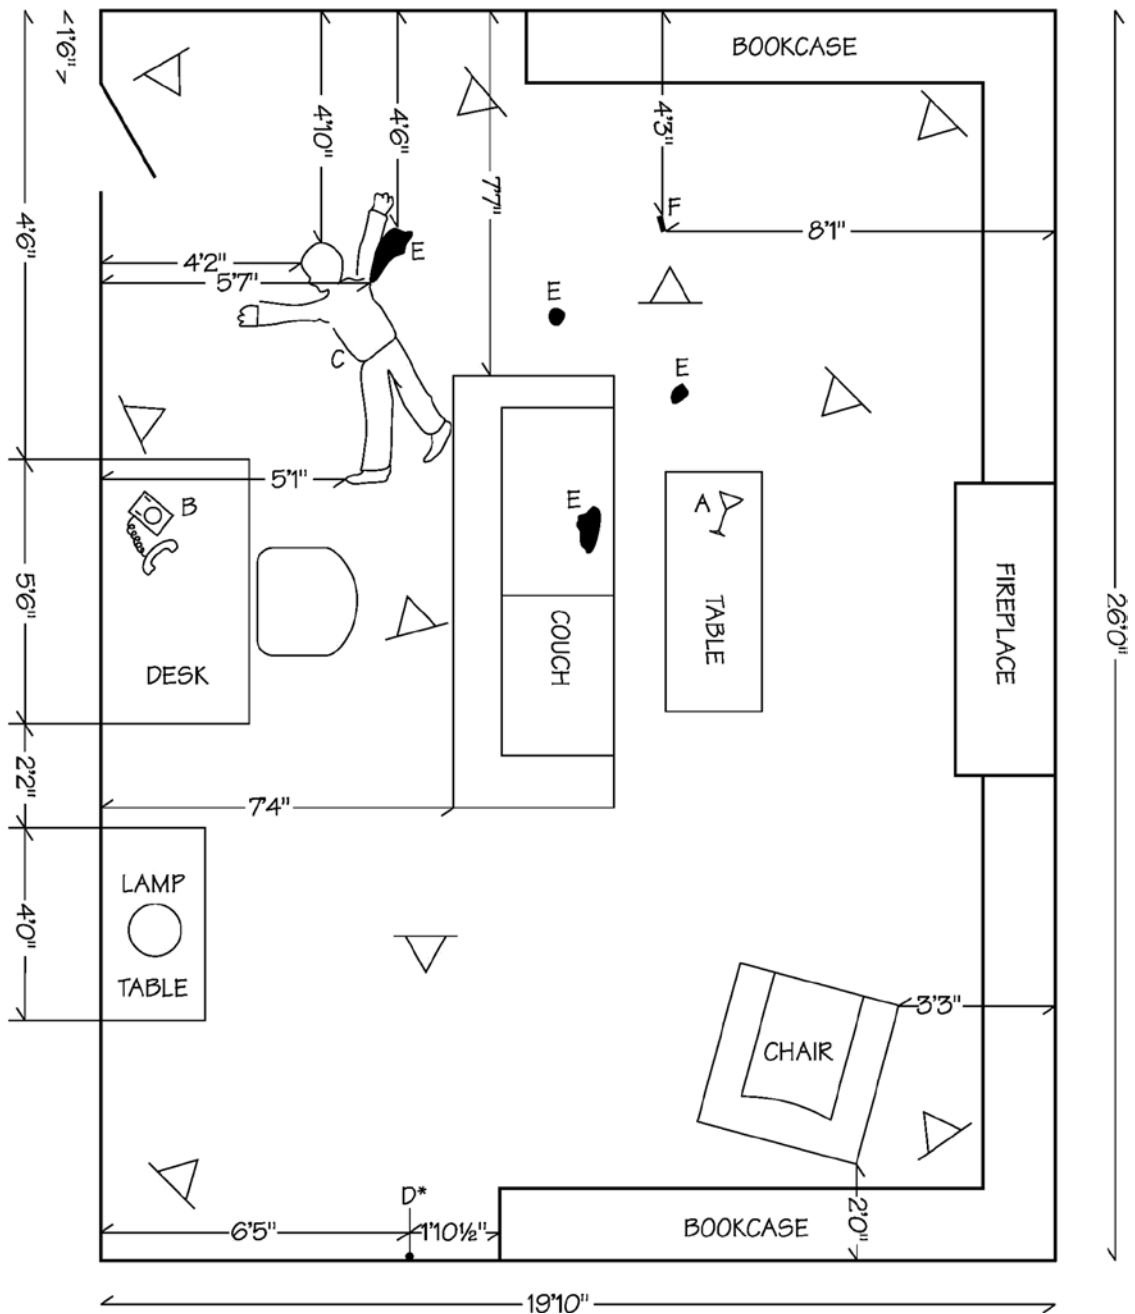 1'6"
BOOKCASE
4'10"
4'6"
4'3"
7'7"
F
4'6"
8'1"
E
4'2"
5'7"
E
C
E
5'1"
B
E
A
5'6"
TABLE
FIREPLACE
26'0"
COUCH
DESK
2'2"
7'4"
LAMP
4'0"
TABLE
3'3"
CHAIR
D*
6'5"
1'10½"
BOOKCASE
2'0"
19'10"